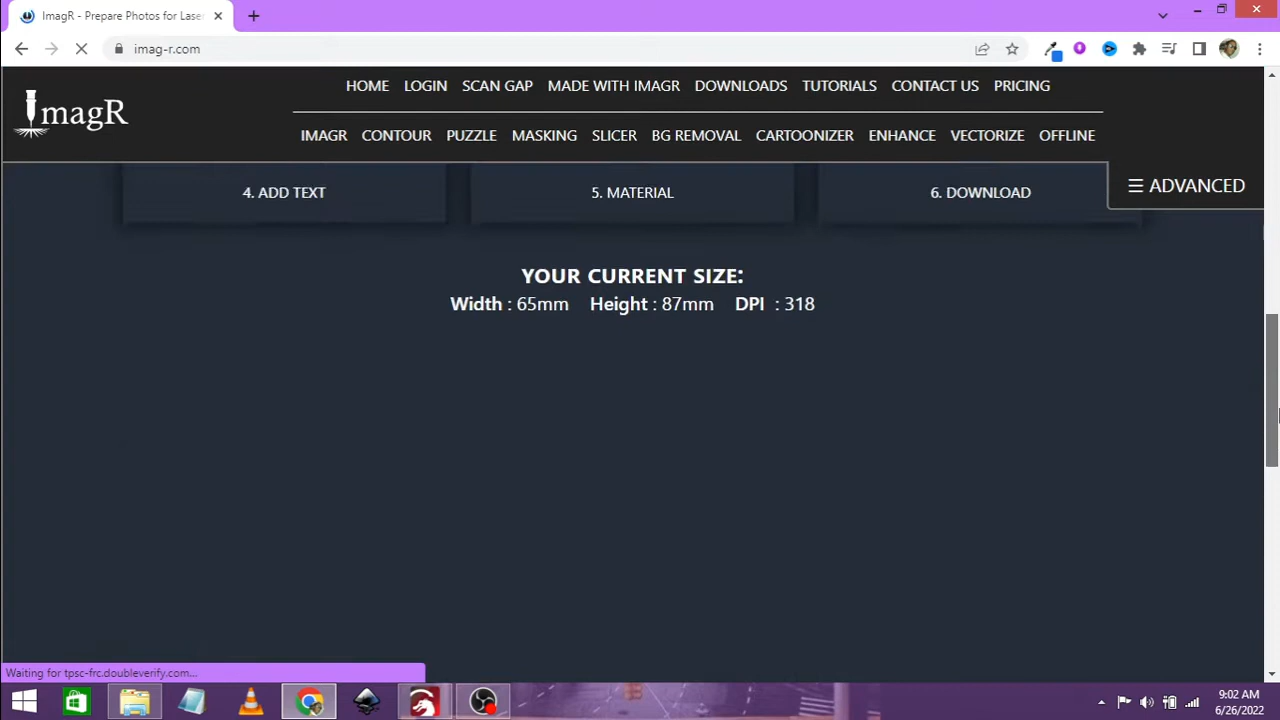 ImagR - Prepare Photos for Lase
imag-r.com
ImagR
HOME LOGIN SCAN GAP MADE WITH IMAGR DOWNLOADS TUTORIALS CONTACT US PRICING
IMAGR CONTOUR PUZZLE MASKING SLICER BG REMOVAL CARTOONIZER ENHANCE VECTORIZE OFFLINE
☰ ADVANCED
4. ADD TEXT 5. MATERIAL 6. DOWNLOAD
YOUR CURRENT SIZE:
Width : 65mm Height : 87mm DPI : 318
Waiting for tpsc-frc.doubleverify.com...
9:02 AM
6/26/2022